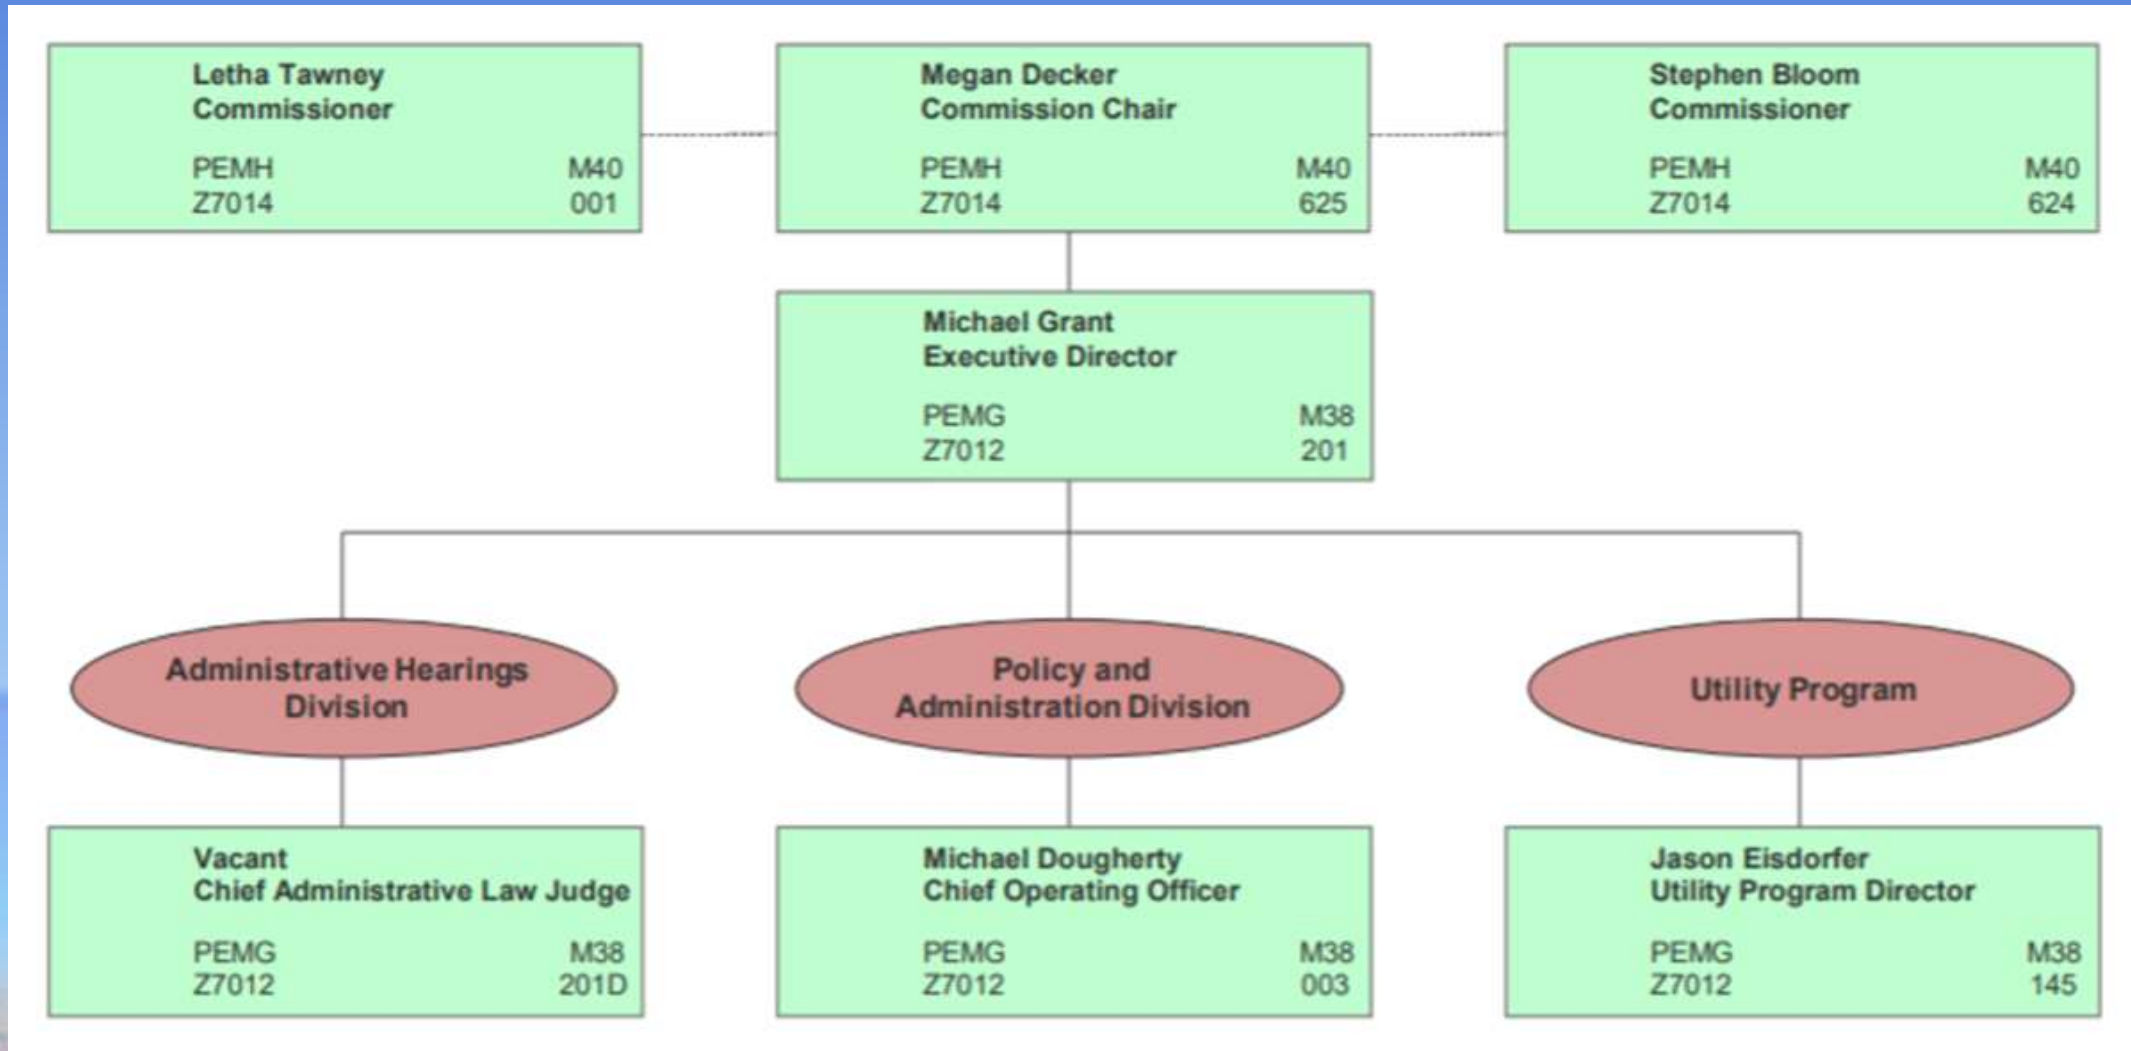 Letha Tawney
Commissioner
PEMH M40
Z7014 001
Megan Decker
Commission Chair
PEMH M40
Z7014 625
Stephen Bloom
Commissioner
PEMH M40
Z7014 624
Michael Grant
Executive Director
PEMG M38
Z7012 201
Administrative Hearings
Division
Policy and
Administration Division
Utility Program
Vacant
Chief Administrative Law Judge
PEMG M38
Z7012 201D
Michael Dougherty
Chief Operating Officer
PEMG M38
Z7012 003
Jason Eisdorfer
Utility Program Director
PEMG M38
Z7012 145